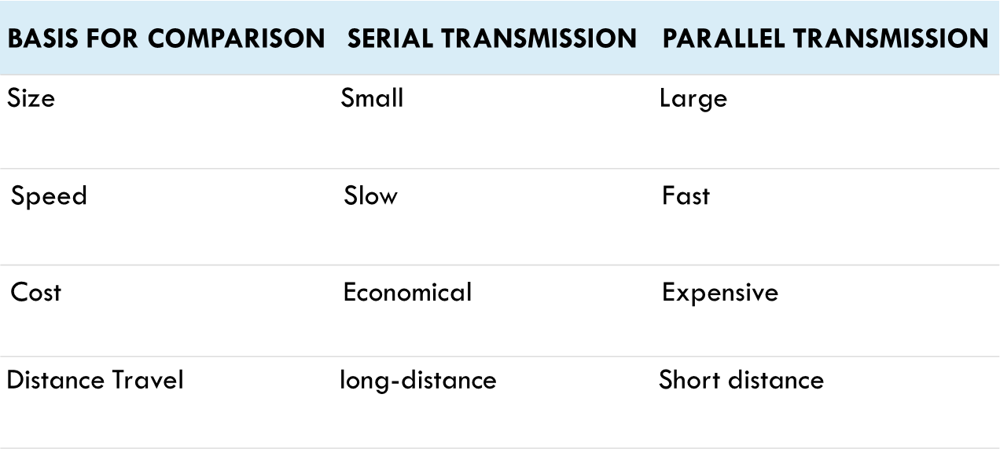 BASIS FOR COMPARISON SERIAL TRANSMISSION PARALLEL TRANSMISSION
Size Small Large
Speed Slow Fast
Cost Economical Expensive
Distance Travel long-distance Short distance